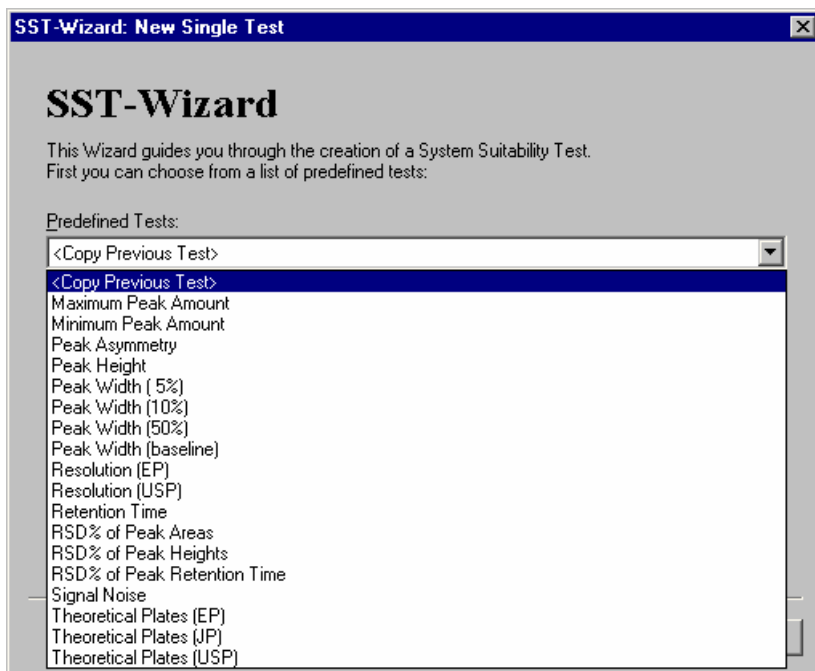 SST-Wizard: New Single Test
SST-Wizard
This Wizard guides you through the creation of a System Suitability Test.
First you can choose from a list of predefined tests:
Predefined Tests:
<Copy Previous Test>
<Copy Previous Test>
Maximum Peak Amount
Minimum Peak Amount
Peak Asymmetry
Peak Height
Peak Width ( 5%)
Peak Width (10%)
Peak Width (50%)
Peak Width (baseline)
Resolution (EP)
Resolution (USP)
Retention Time
RSD% of Peak Areas
RSD% of Peak Heights
RSD% of Peak Retention Time
Signal Noise
Theoretical Plates (EP)
Theoretical Plates (JP)
Theoretical Plates (USP)